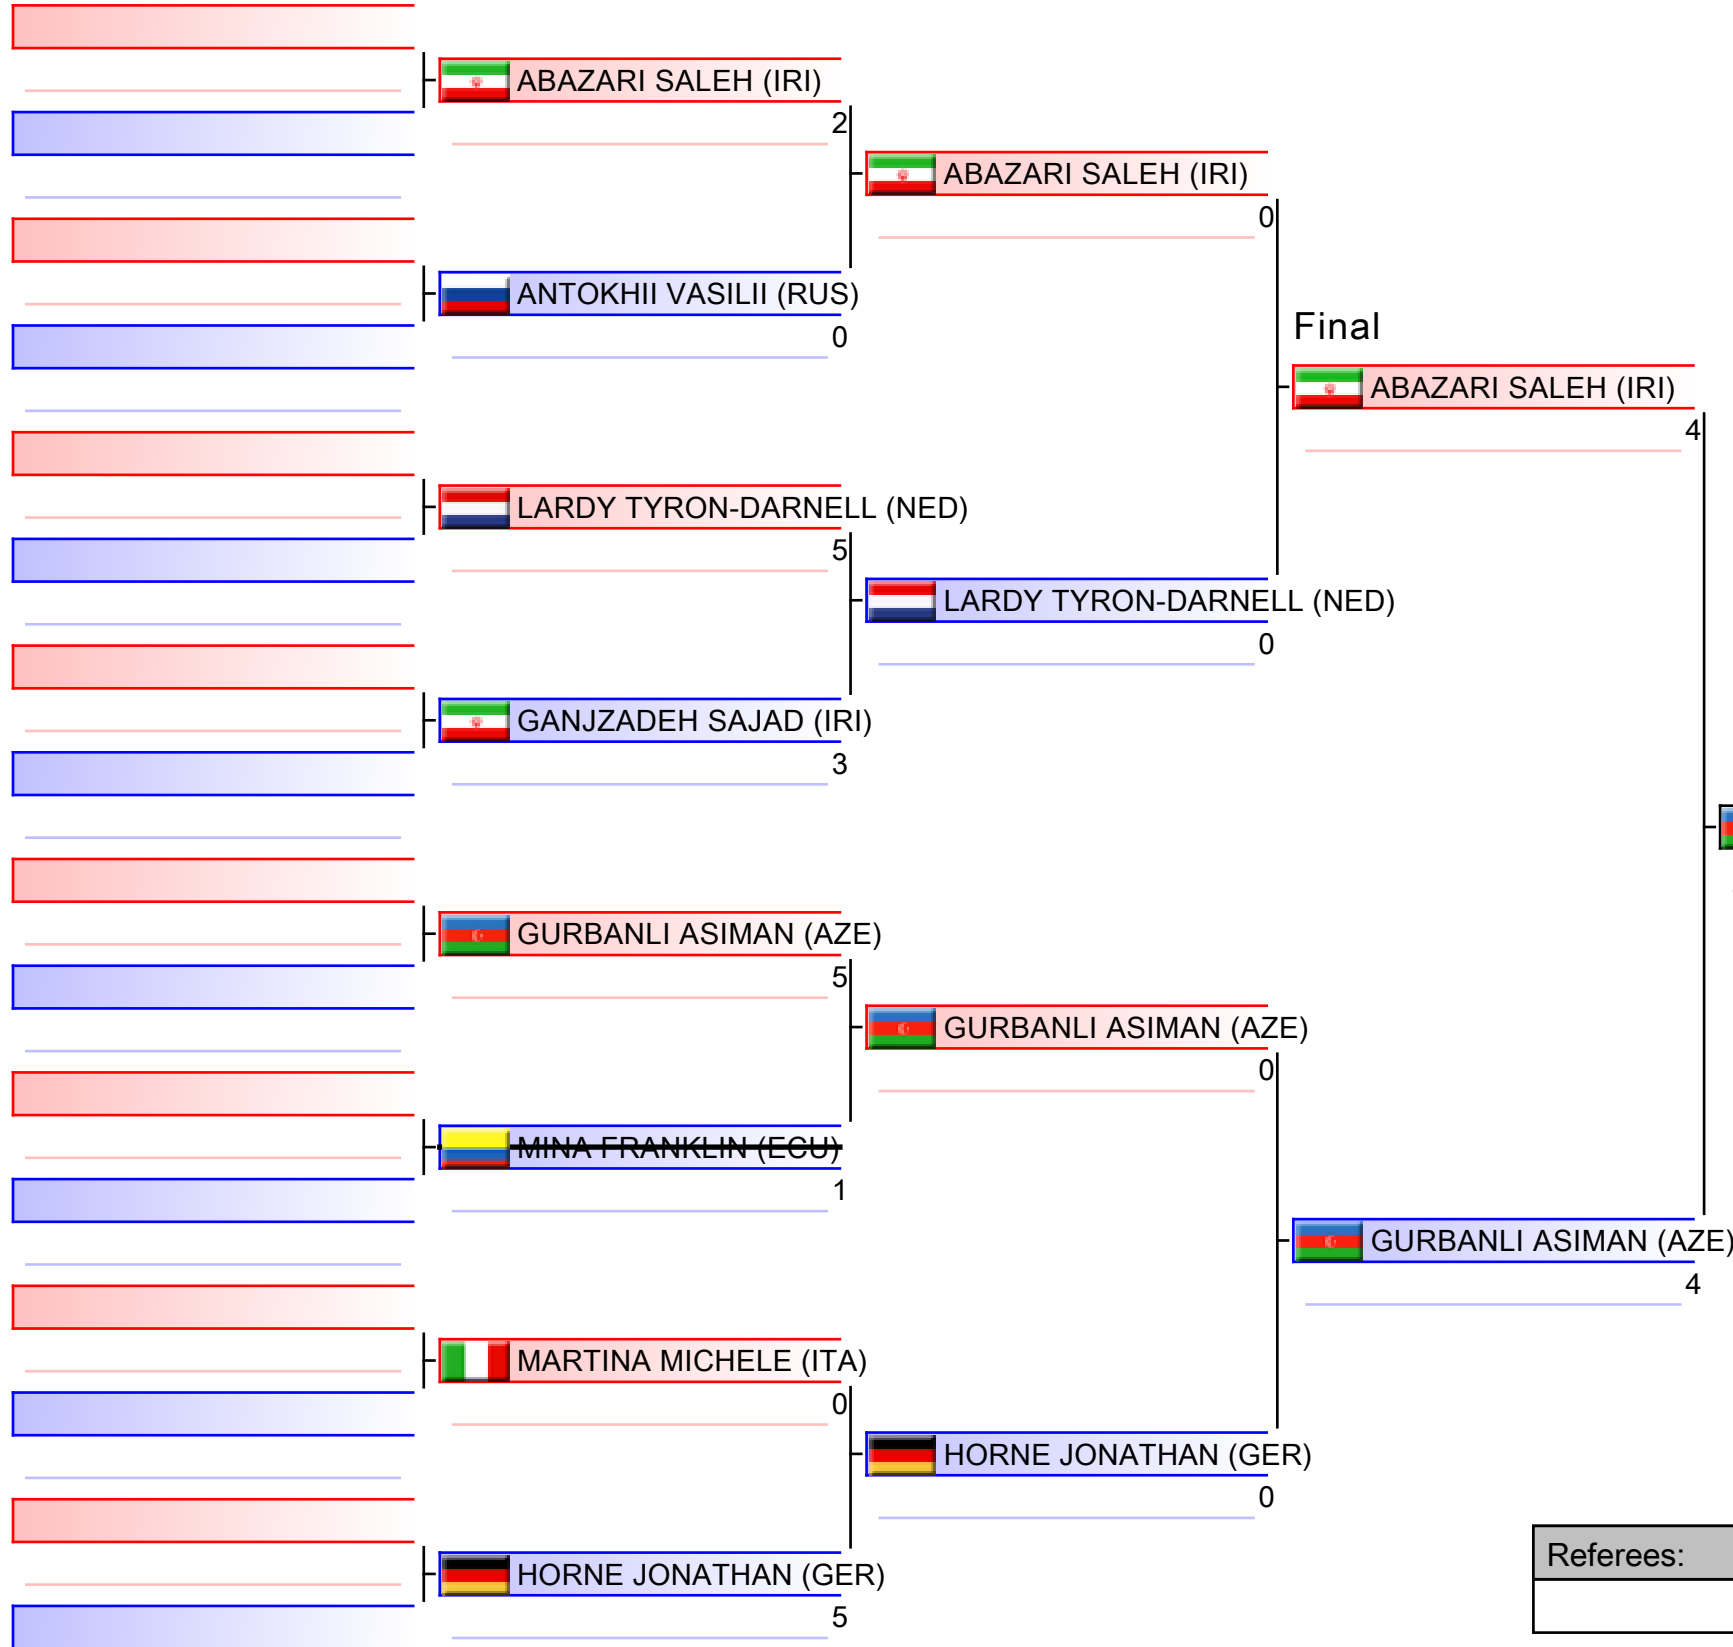 ABAZARI SALEH (IRI)
2
ABAZARI SALEH (IRI)
0
ANTOKHII VASILII (RUS)
0
Final
ABAZARI SALEH (IRI)
4
LARDY TYRON-DARNELL (NED)
5
LARDY TYRON-DARNELL (NED)
0
GANJZADEH SAJAD (IRI)
3
GURBANLI ASIMAN (AZE)
5
GURBANLI ASIMAN (AZE)
0
MINA FRANKLIN (ECU)
1
GURBANLI ASIMAN (AZE)
4
MARTINA MICHELE (ITA)
0
HORNE JONATHAN (GER)
0
HORNE JONATHAN (GER)
5
Referees: